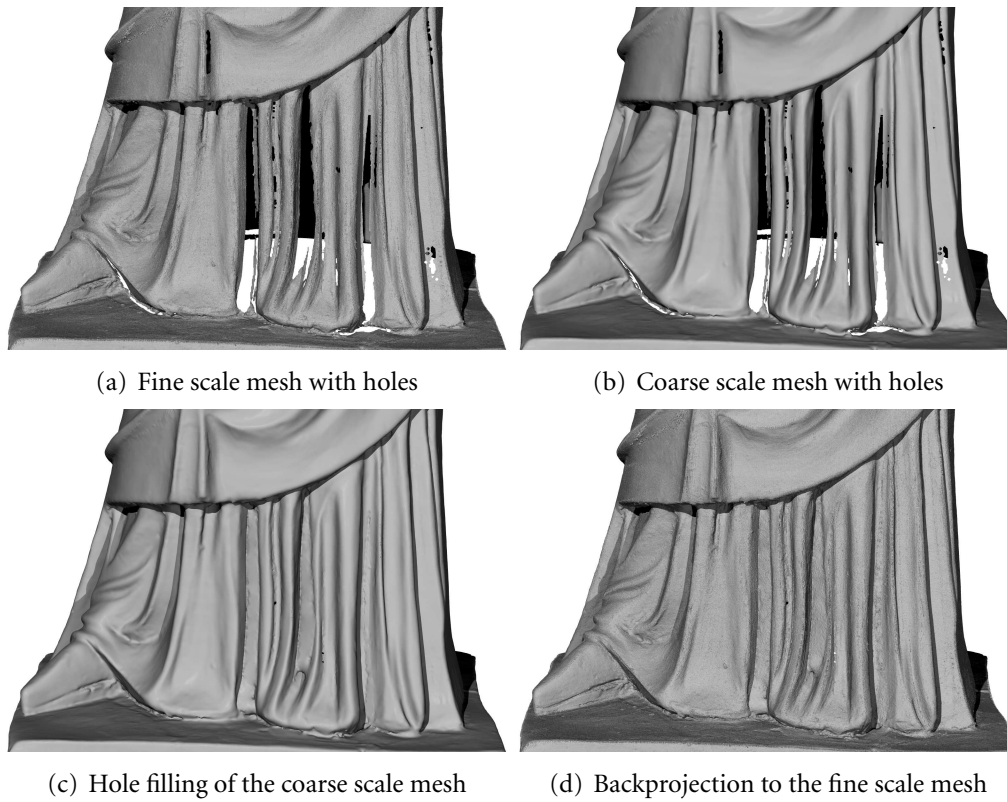 (a) Fine scale mesh with holes
(b) Coarse scale mesh with holes
(c) Hole filling of the coarse scale mesh
(d) Backprojection to the fine scale mesh